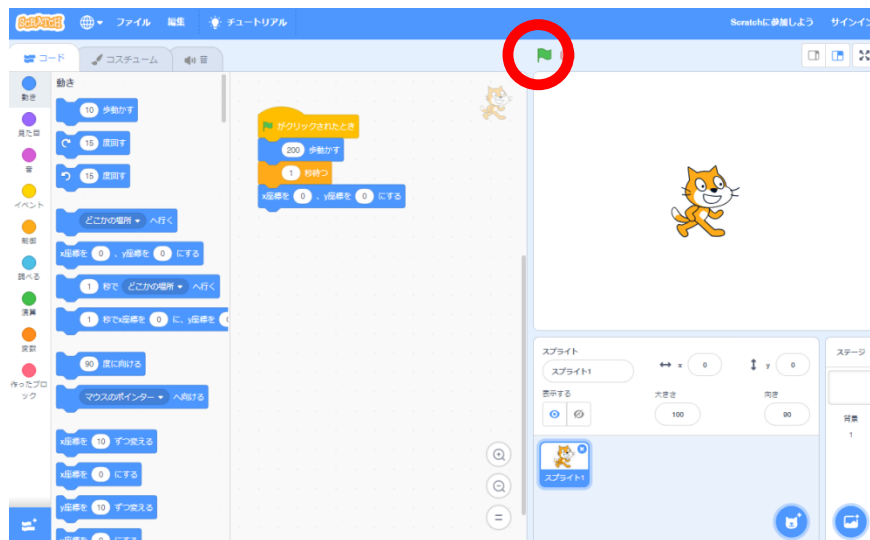 SCRATCH
ファイル 編集 チュートリアル
Scratchに参加しよう サインイン
コード コスチューム 音
動き
見た目
音
イベント
制御
調べる
演算
変数
作ったブロ
ック
動き
10 歩動かす
15 度回す
15 度回す
どこかの場所 へ行く
x座標を 0 、y座標を 0 にする
1 秒で どこかの場所 へ行く
1 秒でx座標を 0 に、y座標を
90 度に向ける
マウスのポインター へ向ける
x座標を 10 ずつ変える
x座標を 0 にする
y座標を 10 ずつ変える
y座標を 0 にする
がクリックされたとき
200 歩動かす
1 秒待つ
x座標を 0 、y座標を 0 にする
スプライト
スプライト1
x 0
y 0
表示する
大きさ
100
向き
90
スプライト1
ステージ
背景
1